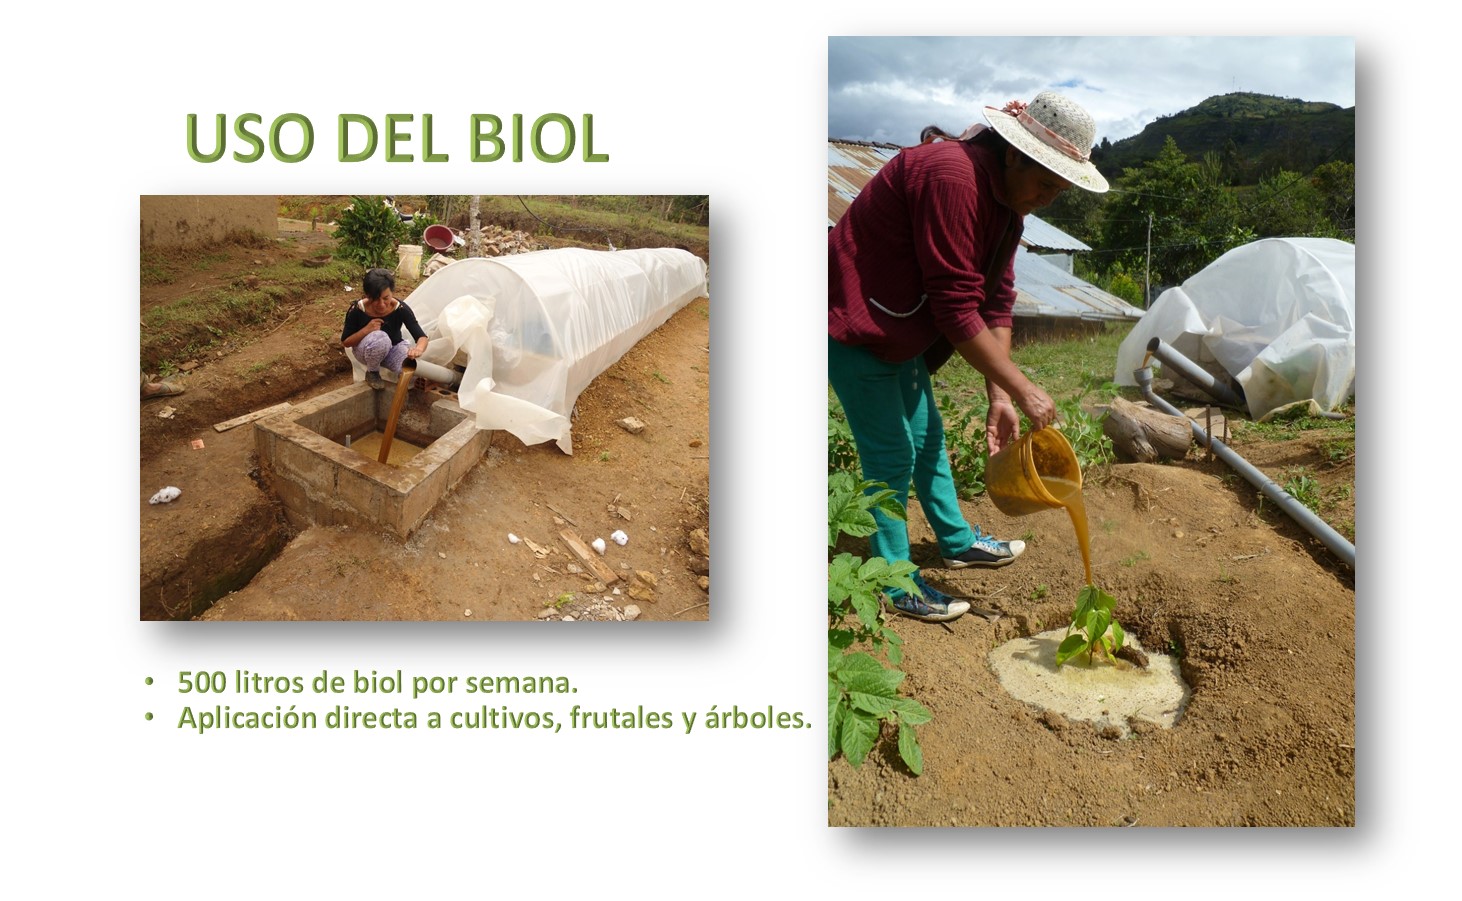 USO DEL BIOL
• 500 litros de biol por semana.
• Aplicación directa a cultivos, frutales y árboles.